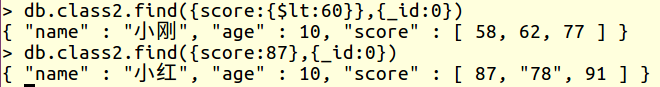 > db.class2.find({score:{$lt:60}},{_id:0})
{ "name" : "小刚", "age" : 10, "score" : [ 58, 62, 77 ] }
> db.class2.find({score:87},{_id:0})
{ "name" : "小红", "age" : 10, "score" : [ 87, "78", 91 ] }